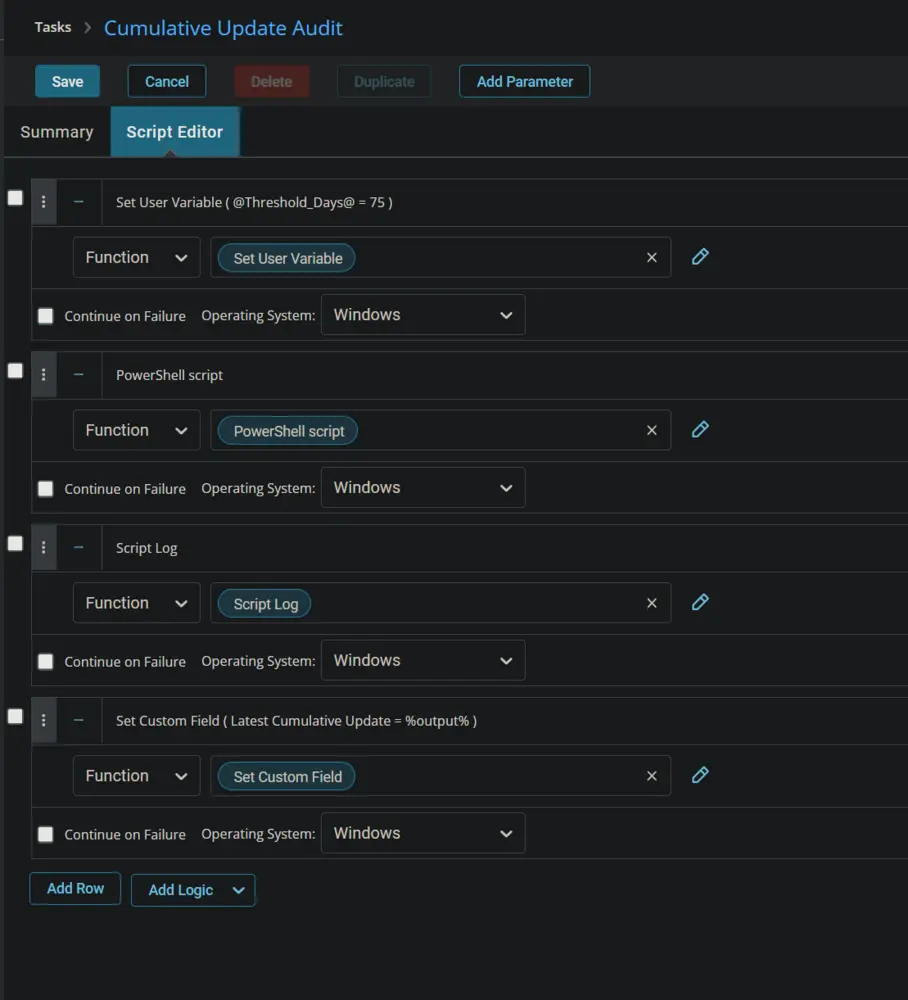 Tasks > Cumulative Update Audit
Save Cancel Delete Duplicate Add Parameter
Summary Script Editor
Set User Variable ( @Threshold_Days@ = 75 )
Function Set User Variable
Continue on Failure Operating System: Windows
PowerShell script
Function PowerShell script
Continue on Failure Operating System: Windows
Script Log
Function Script Log
Continue on Failure Operating System: Windows
Set Custom Field ( Latest Cumulative Update = %output% )
Function Set Custom Field
Continue on Failure Operating System: Windows
Add Row Add Logic